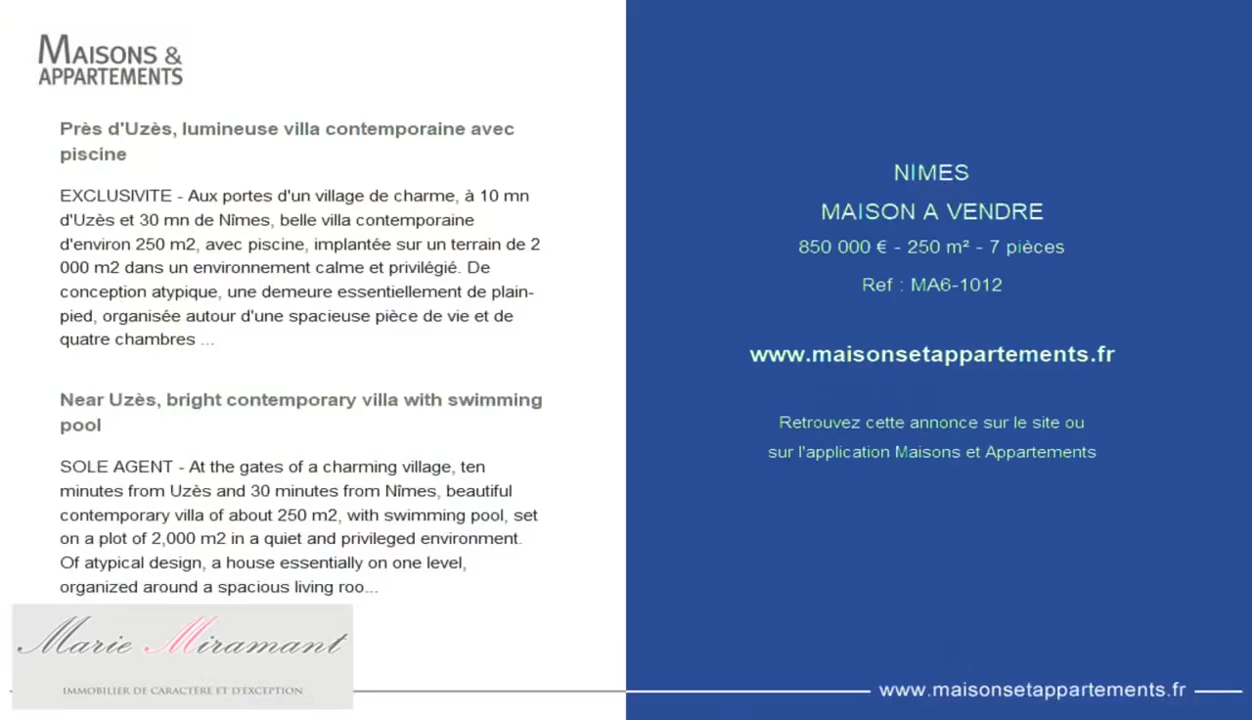 MAISONS &
APPARTEMENTS
Près d'Uzès, lumineuse villa contemporaine avec
piscine
EXCLUSIVITE - Aux portes d'un village de charme, à 10 mn
d'Uzès et 30 mn de Nîmes, belle villa contemporaine
d'environ 250 m2, avec piscine, implantée sur un terrain de 2
000 m2 dans un environnement calme et privilégié. De
conception atypique, une demeure essentiellement de plain-
pied, organisée autour d'une spacieuse pièce de vie et de
quatre chambres ...
Near Uzès, bright contemporary villa with swimming
pool
SOLE AGENT - At the gates of a charming village, ten
minutes from Uzès and 30 minutes from Nîmes, beautiful
contemporary villa of about 250 m2, with swimming pool, set
on a plot of 2,000 m2 in a quiet and privileged environment.
Of atypical design, a house essentially on one level,
organized around a spacious living roo...
Marie Miramant
IMMOBILIER DE CARACTÈRE ET D'EXCEPTION
NIMES
MAISON A VENDRE
850 000 € - 250 m² - 7 pièces
Ref : MA6-1012
www.maisonsetappartements.fr
Retrouvez cette annonce sur le site ou
sur l'application Maisons et Appartements
www.maisonsetappartements.fr